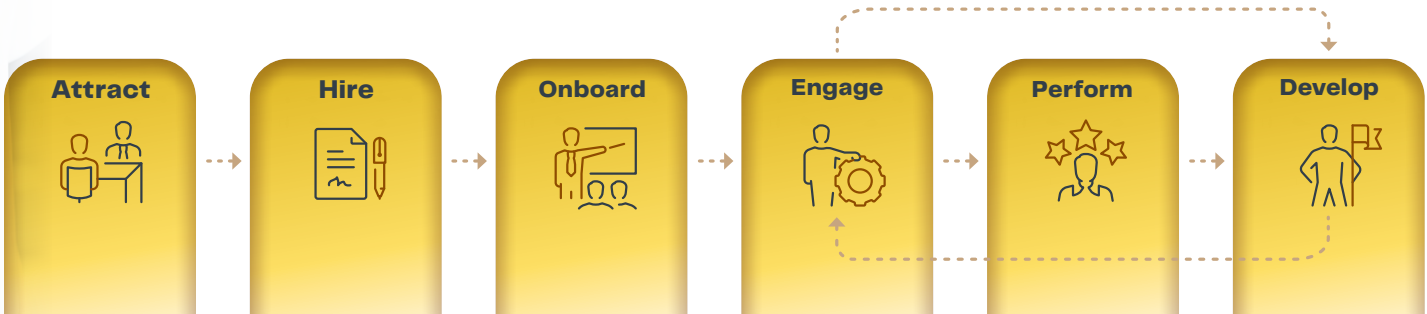 Attract
Hire
Onboard
Engage
Perform
Develop